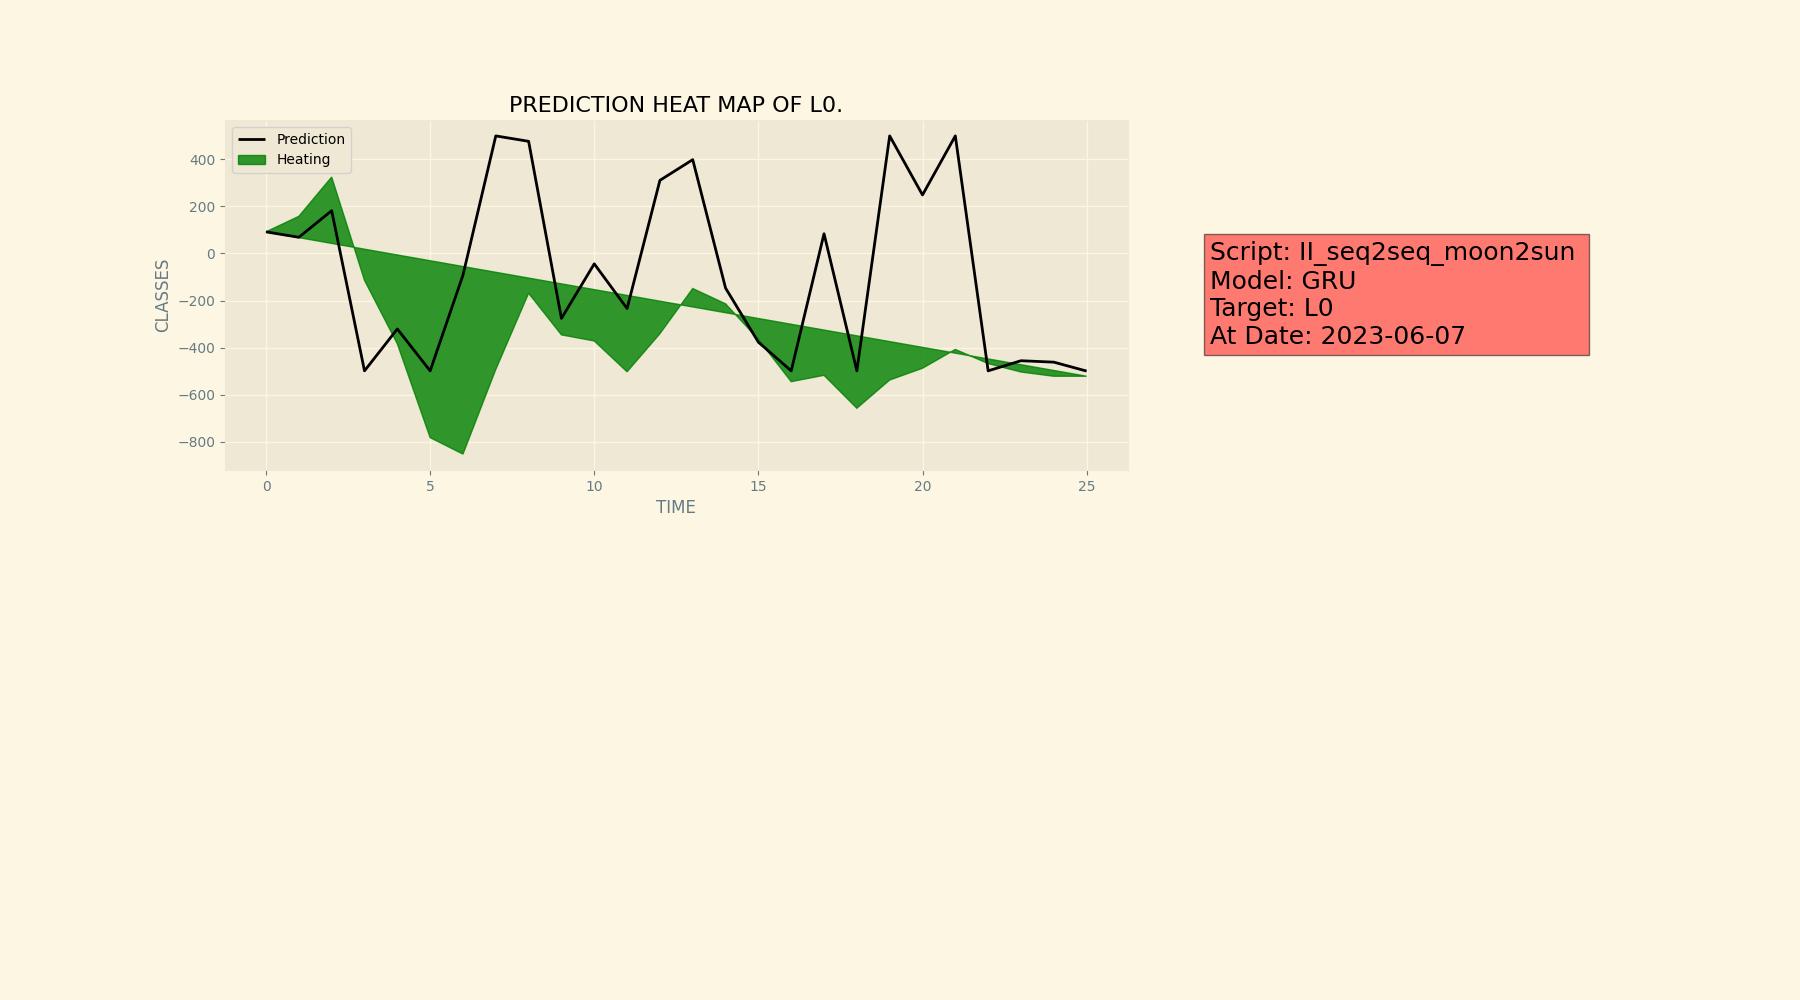 PREDICTION HEAT MAP OF L0.
Prediction
Heating
400
200
0
−200
−400
−600
−800
CLASSES
0 5 10 15 20 25
TIME
Script: II_seq2seq_moon2sun
Model: GRU
Target: L0
At Date: 2023-06-07